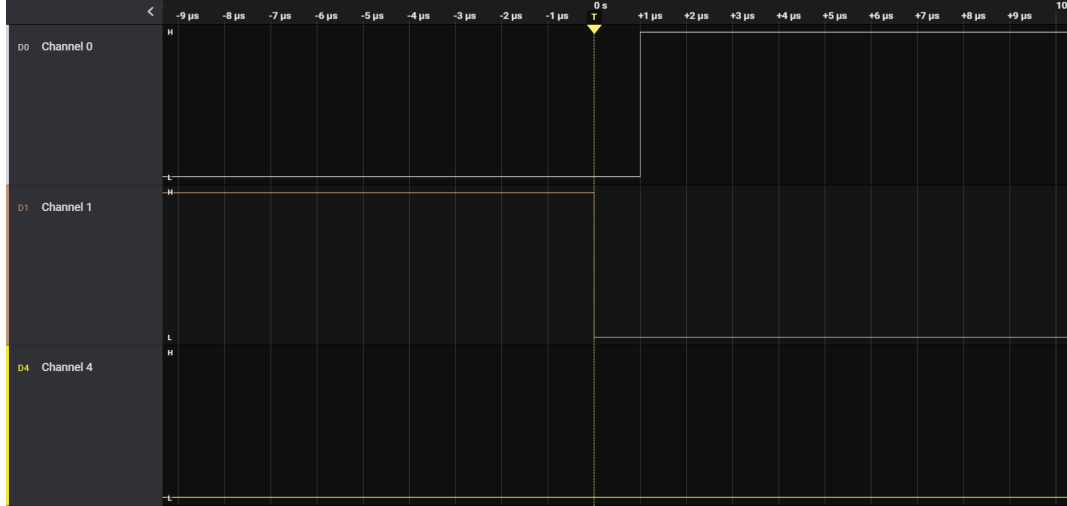 0 s
-9 µs -8 µs -7 µs -6 µs -5 µs -4 µs -3 µs -2 µs -1 µs T +1 µs +2 µs +3 µs +4 µs +5 µs +6 µs +7 µs +8 µs +9 µs 10
H
D0 Channel 0
L
H
D1 Channel 1
L
H
D4 Channel 4
L